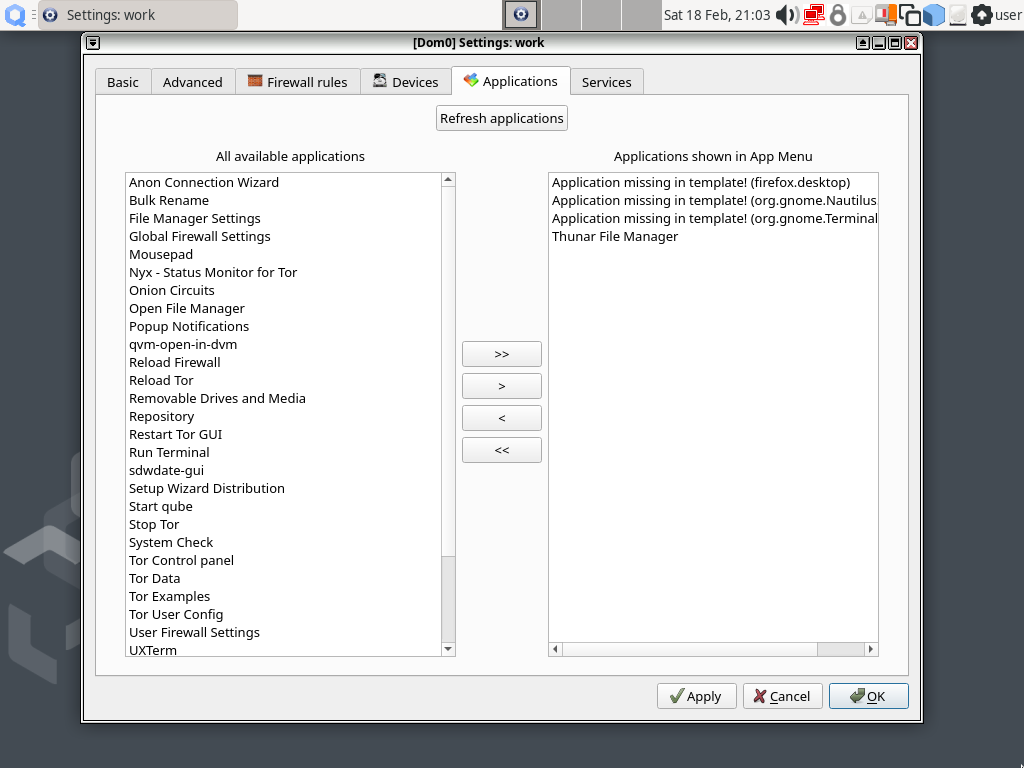 Settings: work
Sat 18 Feb, 21:03
user
[Dom0] Settings: work
Basic
Advanced
Firewall rules
Devices
Applications
Services
Refresh applications
All available applications
Anon Connection Wizard
Bulk Rename
File Manager Settings
Global Firewall Settings
Mousepad
Nyx - Status Monitor for Tor
Onion Circuits
Open File Manager
Popup Notifications
qvm-open-in-dvm
Reload Firewall
Reload Tor
Removable Drives and Media
Repository
Restart Tor GUI
Run Terminal
sdwdate-gui
Setup Wizard Distribution
Start qube
Stop Tor
System Check
Tor Control panel
Tor Data
Tor Examples
Tor User Config
User Firewall Settings
UXTerm
>>
>
<
<<
Applications shown in App Menu
Application missing in template! (firefox.desktop)
Application missing in template! (org.gnome.Nautilus
Application missing in template! (org.gnome.Terminal
Thunar File Manager
Apply
Cancel
OK